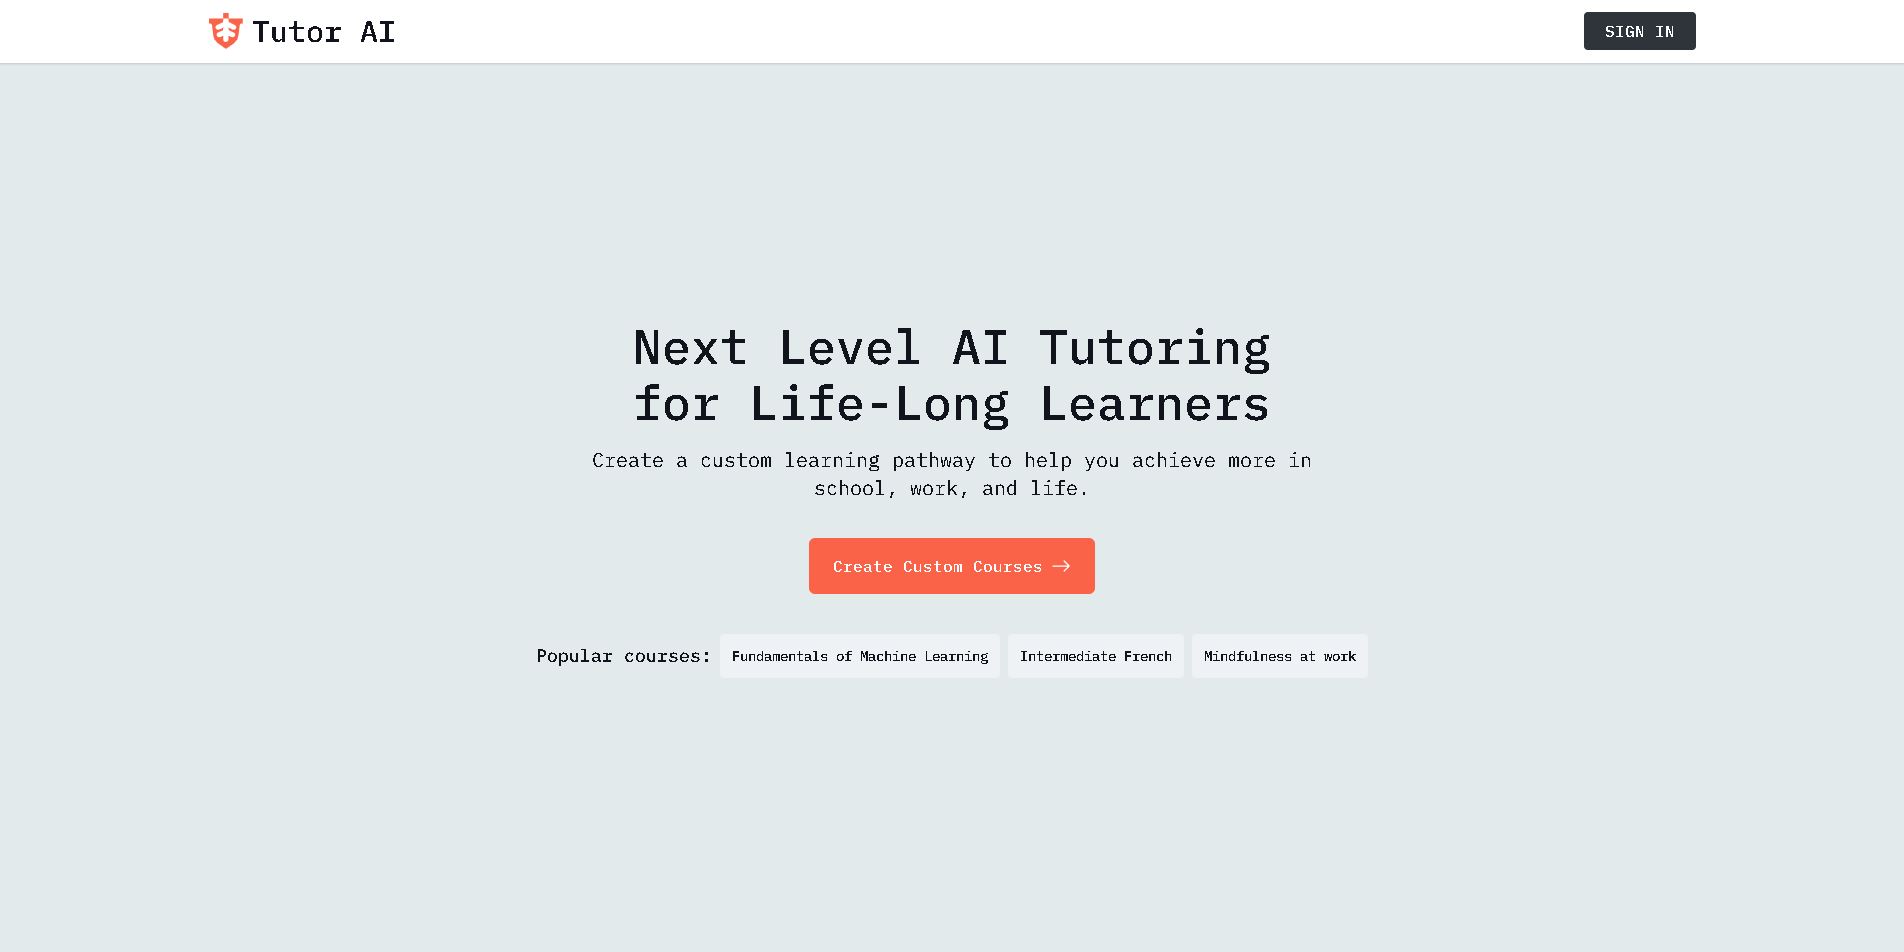 Tutor AI
SIGN IN
Next Level AI Tutoring
for Life-Long Learners
Create a custom learning pathway to help you achieve more in
school, work, and life.
Create Custom Courses →
Popular courses: Fundamentals of Machine Learning Intermediate French Mindfulness at work